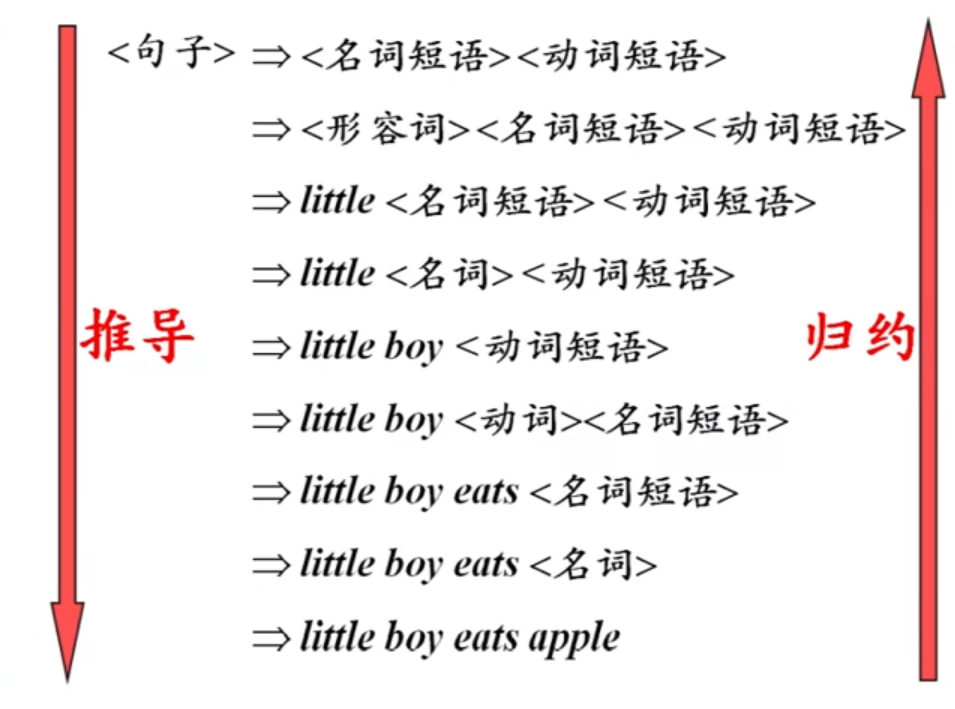 <句子> ⇒ <名词短语><动词短语>
⇒ <形容词><名词短语><动词短语>
⇒ little <名词短语><动词短语>
⇒ little <名词><动词短语>
推导
⇒ little boy <动词短语>
归约
⇒ little boy <动词><名词短语>
⇒ little boy eats <名词短语>
⇒ little boy eats <名词>
⇒ little boy eats apple